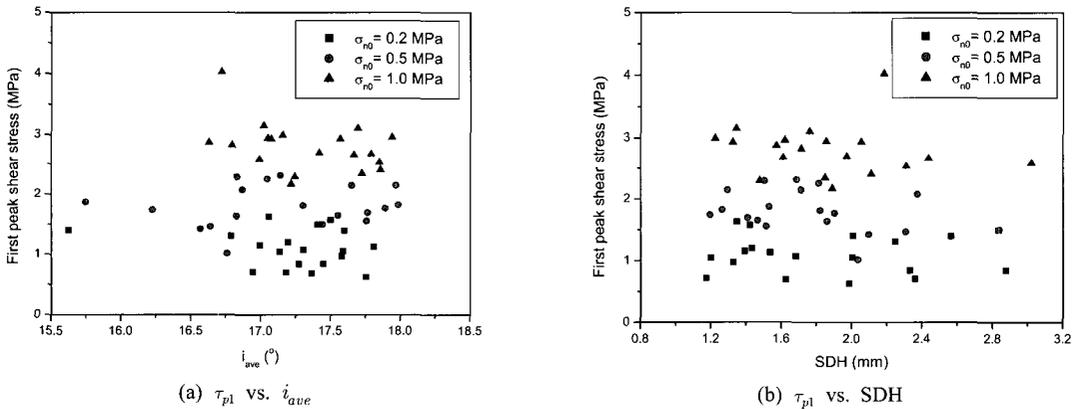 First peak shear stress (MPa)
5
4
3
2
1
0
σn0= 0.2 MPa
σn0= 0.5 MPa
σn0= 1.0 MPa
15.5 16.0 16.5 17.0 17.5 18.0 18.5
iave (°)
(a) τp1 vs. iave
First peak shear stress (MPa)
5
4
3
2
1
0
σn0= 0.2 MPa
σn0= 0.5 MPa
σn0= 1.0 MPa
0.8 1.2 1.6 2.0 2.4 2.8 3.2
SDH (mm)
(b) τp1 vs. SDH